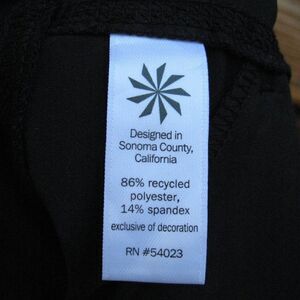 Designed in
Sonoma County,
California
86% recycled
polyester,
14% spandex
exclusive of decoration
RN #54023